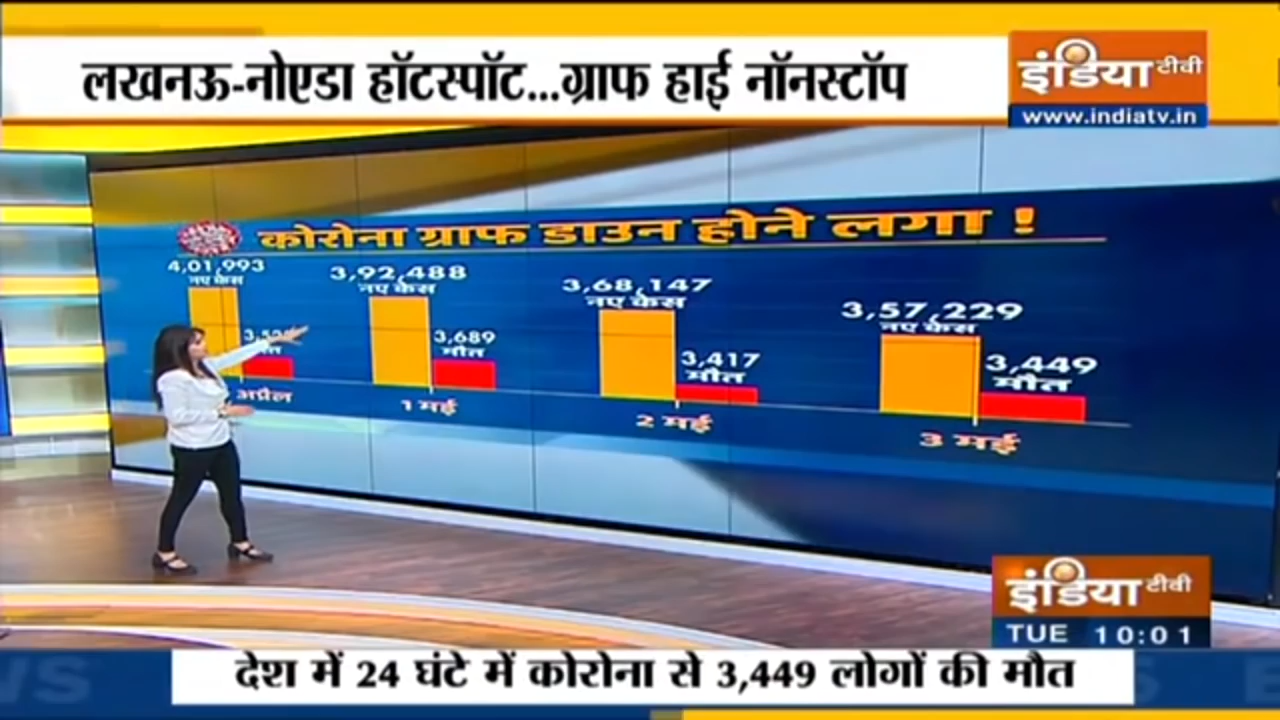 लखनऊ-नोएडा हॉटस्पॉट...ग्राफ हाई नॉनस्टॉप
इंडिया टीवी
www.indiatv.in
कोरोना ग्राफ डाउन होने लगा !
4,01,993
नए केस
3,92,488
नए केस
3,689
मौत
3,68,147
नए केस
3,417
मौत
3,57,229
नए केस
3,449
मौत
अप्रैल
1 मई
2 मई
3 मई
इंडिया टीवी
TUE 10:01
देश में 24 घंटे में कोरोना से 3,449 लोगों की मौत